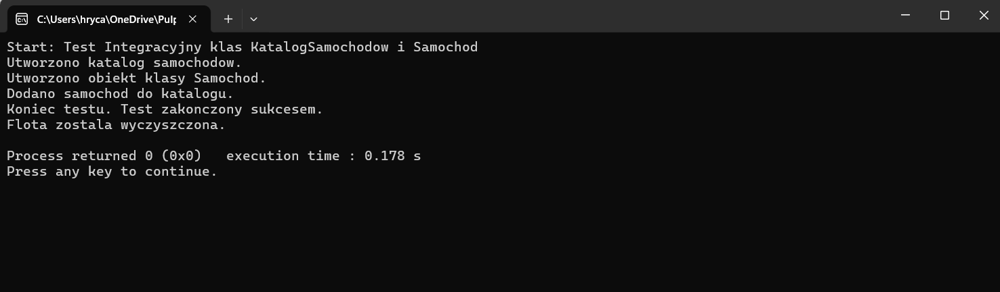 C:\Users\hryca\OneDrive\Pulp
Start: Test Integracyjny klas KatalogSamochodow i Samochod
Utworzono katalog samochodow.
Utworzono obiekt klasy Samochod.
Dodano samochod do katalogu.
Koniec testu. Test zakonczony sukcesem.
Flota zostala wyczyszczona.
Process returned 0 (0x0)   execution time : 0.178 s
Press any key to continue.